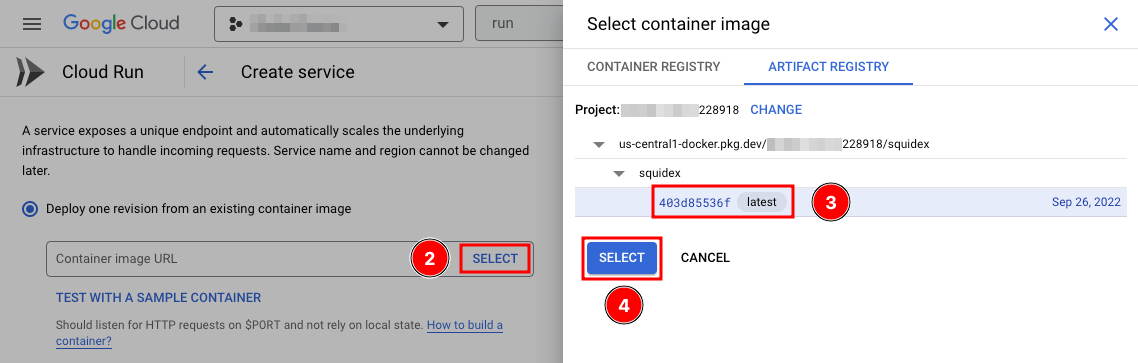 Google Cloud
run
Cloud Run
Create service
A service exposes a unique endpoint and automatically scales the underlying
infrastructure to handle incoming requests. Service name and region cannot be changed
later.
Deploy one revision from an existing container image
Container image URL
2
SELECT
TEST WITH A SAMPLE CONTAINER
Should listen for HTTP requests on $PORT and not rely on local state. How to build a
container?
Select container image
CONTAINER REGISTRY
ARTIFACT REGISTRY
Project: 228918 CHANGE
us-central1-docker.pkg.dev/ 228918/squidex
squidex
403d85536f latest
3
Sep 26, 2022
SELECT
CANCEL
4